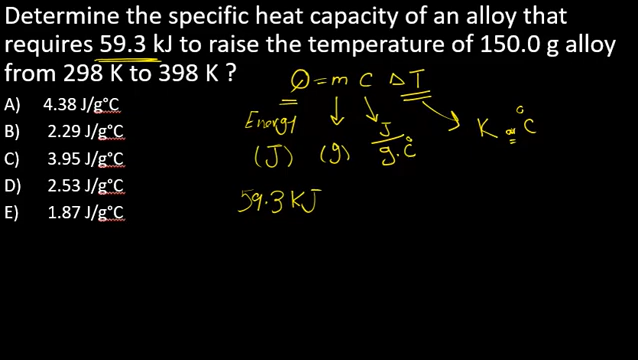 Determine the specific heat capacity of an alloy that
requires 59.3 kJ to raise the temperature of 150.0 g alloy
from 298 K to 398 K ?
Q = m C Δ T
A) 4.38 J/g°C
Energy
B) 2.29 J/g°C
(J) (g) J/g.°C
K or °C
C) 3.95 J/g°C
D) 2.53 J/g°C
E) 1.87 J/g°C
59.3 KJ